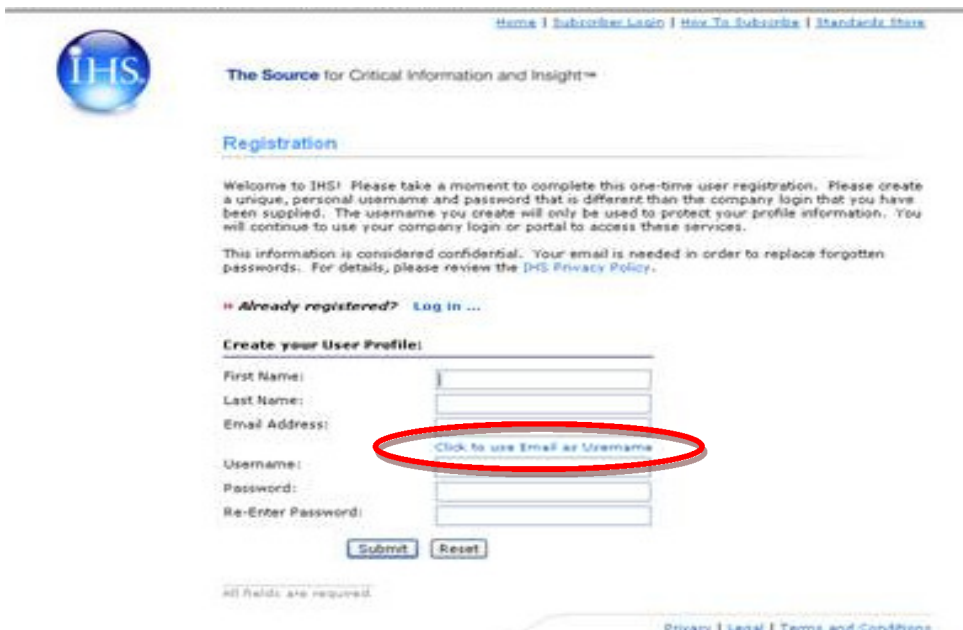 Home | Subscriber Login | How To Subscribe | Standards Store
IHS
The Source for Critical Information and Insight™
Registration
Welcome to IHS! Please take a moment to complete this one-time user registration. Please create
a unique, personal username and password that is different than the company login that you have
been supplied. The username you create will only be used to protect your profile information. You
will continue to use your company login or portal to access these services.
This information is considered confidential. Your email is needed in order to replace forgotten
passwords. For details, please review the IHS Privacy Policy.
» Already registered? Log in ...
Create your User Profile:
First Name:
Last Name:
Email Address:
Click to use Email as Username
Username:
Password:
Re-Enter Password:
Submit Reset
All fields are required.
Privacy | Legal | Terms and Conditions